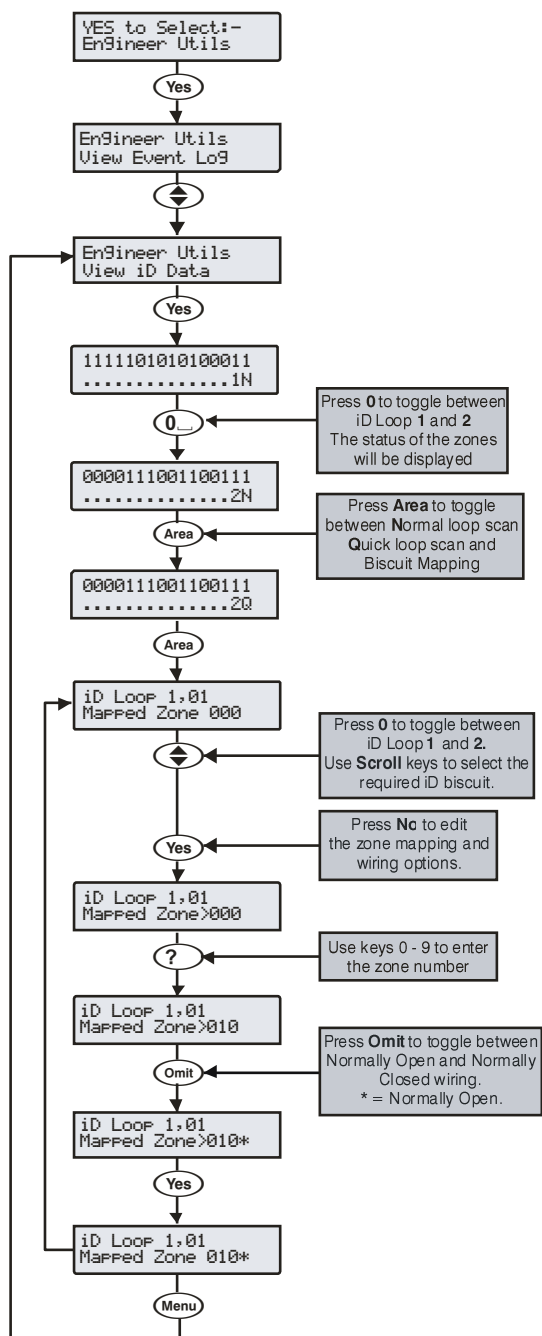 YES to Select:-
Engineer Utils
Yes
Engineer Utils
View Event Log
Engineer Utils
View iD Data
Yes
1111101010100011
..............1N
Press 0 to toggle between
iD Loop 1 and 2
The status of the zones
will be displayed
0
0000111001100111
..............2N
Press Area to toggle
between Normal loop scan
Quick loop scan and
Biscuit Mapping
Area
0000111001100111
..............2Q
Area
iD Loop 1,01
Mapped Zone 000
Press 0 to toggle between
iD Loop 1 and 2.
Use Scroll keys to select the
required iD biscuit.
Press No to edit
the zone mapping and
wiring options.
Yes
iD Loop 1,01
Mapped Zone>000
?
Use keys 0 - 9 to enter
the zone number
iD Loop 1,01
Mapped Zone>010
Press Omit to toggle between
Normally Open and Normally
Closed wiring.
* = Normally Open.
Omit
iD Loop 1,01
Mapped Zone>010*
Yes
iD Loop 1,01
Mapped Zone 010*
Menu